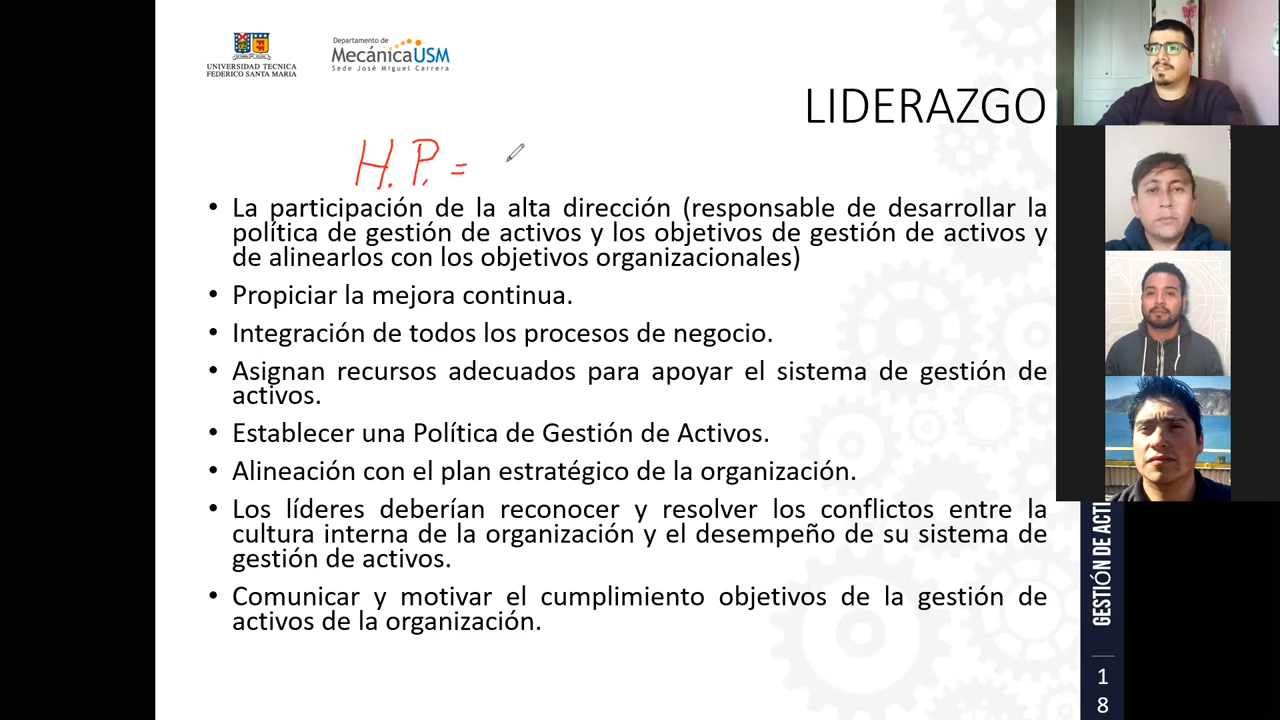 UNIVERSIDAD TECNICA
FEDERICO SANTA MARIA
Departamento de
MecánicaUSM
Sede José Miguel Carrera
LIDERAZGO
H.P. =
• La participación de la alta dirección (responsable de desarrollar la
política de gestión de activos y los objetivos de gestión de activos y
de alinearlos con los objetivos organizacionales)
• Propiciar la mejora continua.
• Integración de todos los procesos de negocio.
• Asignan recursos adecuados para apoyar el sistema de gestión de
activos.
• Establecer una Política de Gestión de Activos.
• Alineación con el plan estratégico de la organización.
• Los líderes deberían reconocer y resolver los conflictos entre la
cultura interna de la organización y el desempeño de su sistema de
gestión de activos.
• Comunicar y motivar el cumplimiento objetivos de la gestión de
activos de la organización.
GESTIÓN DE ACTI
1
8